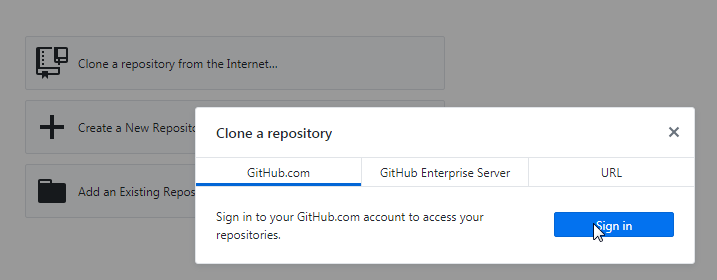 Clone a repository from the Internet...
Create a New Reposito
Add an Existing Repos
Clone a repository
GitHub.com
GitHub Enterprise Server
URL
Sign in to your GitHub.com account to access your
repositories.
Sign in